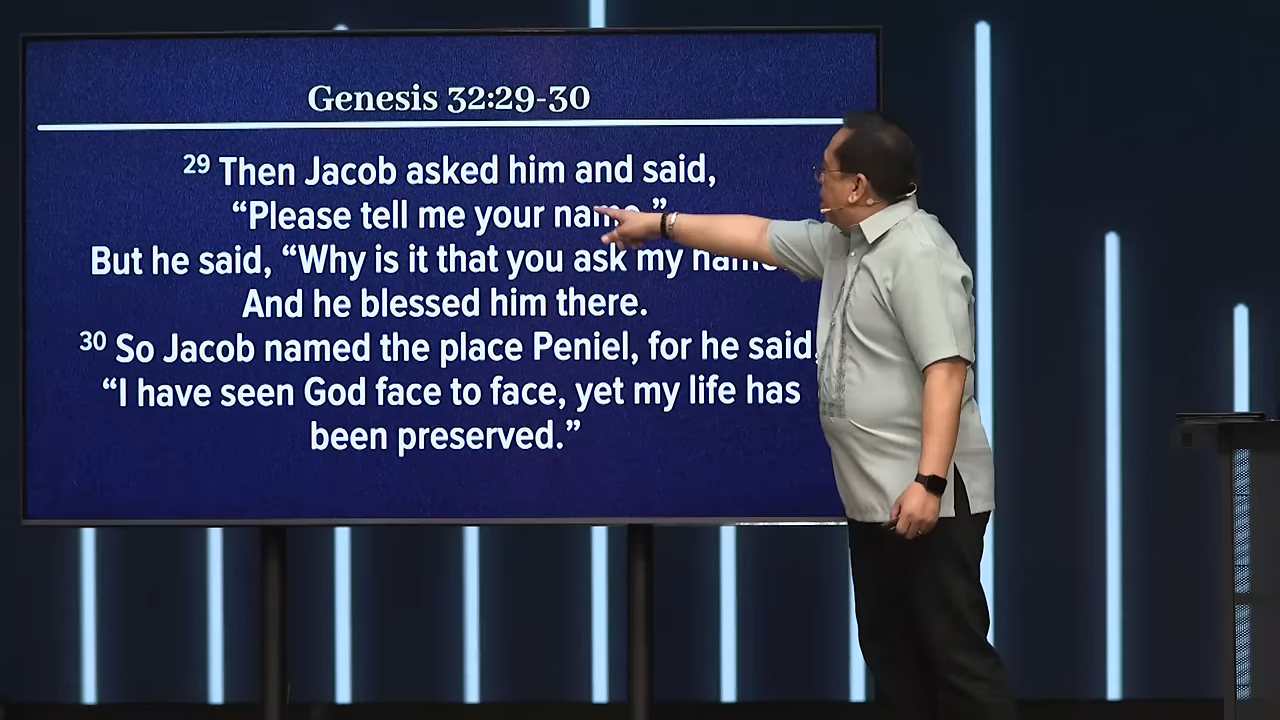 Genesis 32:29-30
29 Then Jacob asked him and said,
“Please tell me your name.”
But he said, “Why is it that you ask my name
And he blessed him there.
30 So Jacob named the place Peniel, for he said,
“I have seen God face to face, yet my life has
been preserved.”